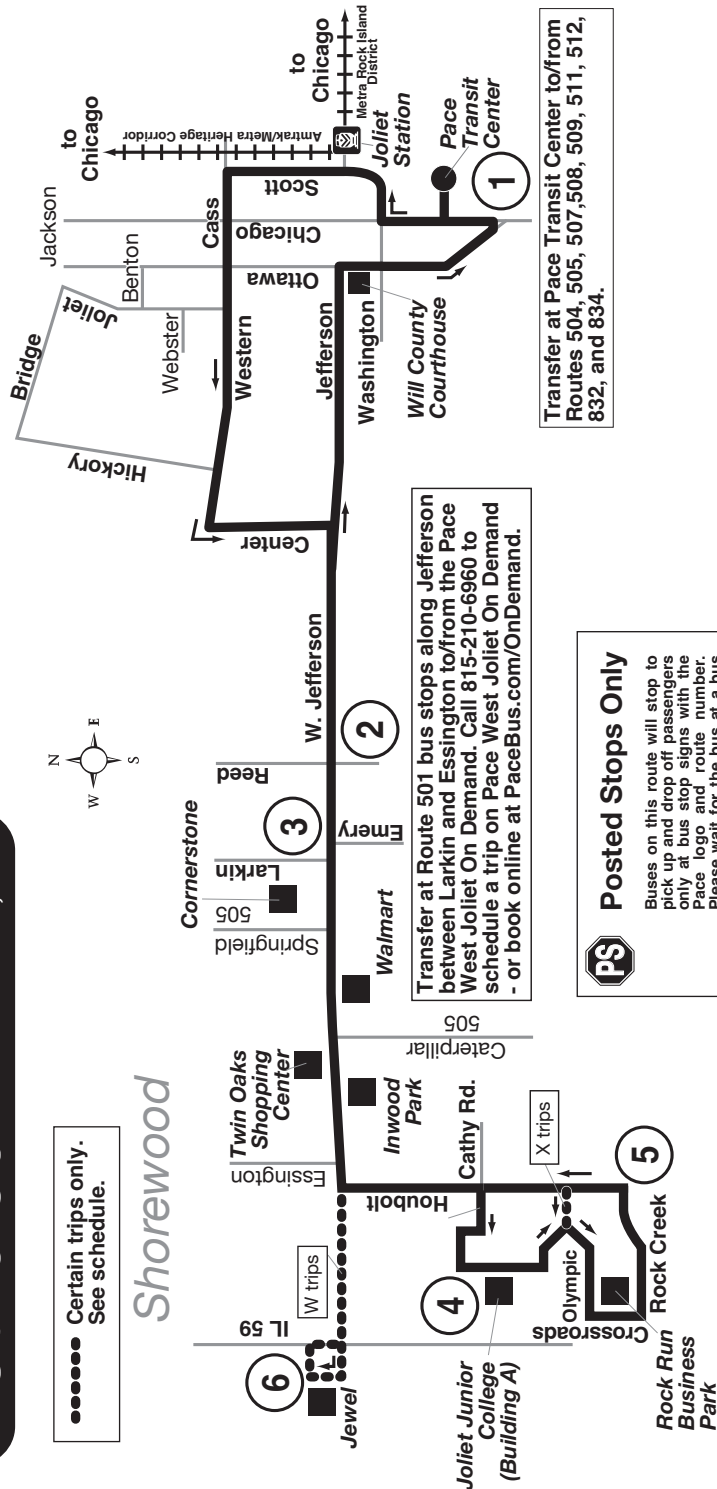 Certain trips only.
See schedule.
Shorewood
N
W
E
S
to
Chicago
Amtrak/Metra Heritage Corridor
to
Chicago
Metra Rock Island
District
Joliet
Station
Pace
Transit
Center
1
Scott
Cass
Chicago
Jackson
Ottawa
Benton
Joliet
Webster
Bridge
Hickory
Western
Jefferson
Washington
Will County
Courthouse
Center
W. Jefferson
2
Reed
3
Larkin
Emery
Cornerstone
505
Springfield
Walmart
Twin Oaks
Shopping
Center
Essington
Inwood
Park
Caterpillar
505
Cathy Rd.
Houbolt
X trips
W trips
IL 59
6
Jewel
4
Joliet Junior
College
(Building A)
Olympic
Crossroads
Rock Creek
5
Rock Run
Business
Park
Transfer at Pace Transit Center to/from
Routes 504, 505, 507,508, 509, 511, 512,
832, and 834.
Transfer at Route 501 bus stops along Jefferson
between Larkin and Essington to/from the Pace
West Joliet On Demand. Call 815-210-6960 to
schedule a trip on Pace West Joliet On Demand
- or book online at PaceBus.com/OnDemand.
PS
Posted Stops Only
Buses on this route will stop to
pick up and drop off passengers
only at bus stop signs with the
Pace logo and route number.
Please wait for the bus at a bus